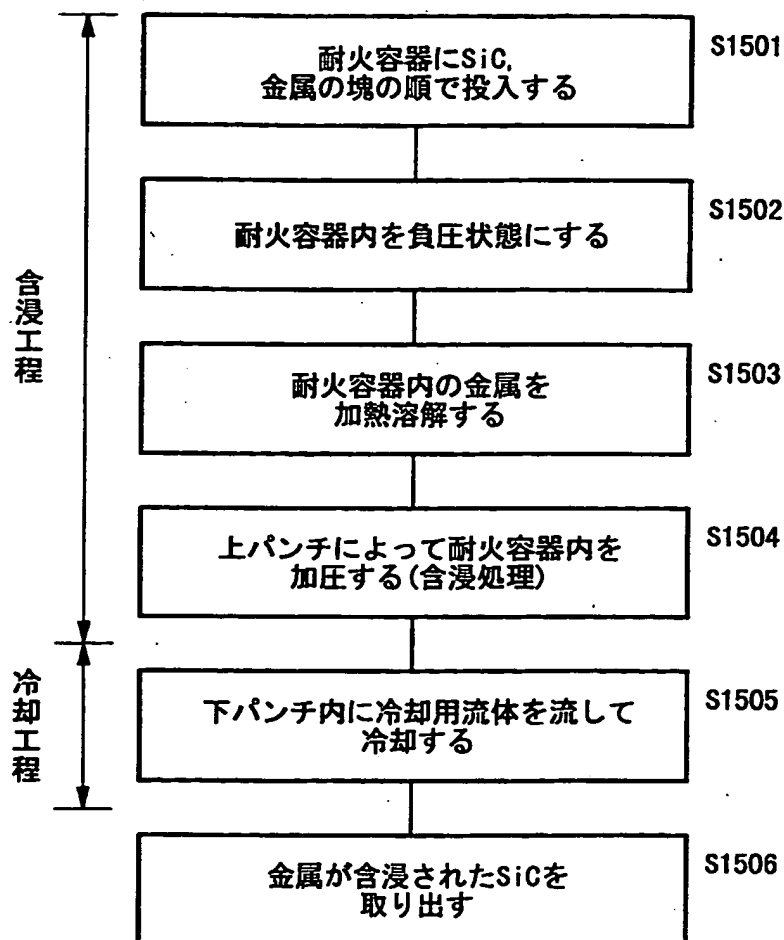 耐火容器にSiC,
金属の塊の順で投入する
S1501
耐火容器内を負圧状態にする
S1502
含浸工程
耐火容器内の金属を
加熱溶解する
S1503
上パンチによって耐火容器内を
加圧する(含浸処理)
S1504
冷却工程
下パンチ内に冷却用流体を流して
冷却する
S1505
金属が含浸されたSiCを
取り出す
S1506